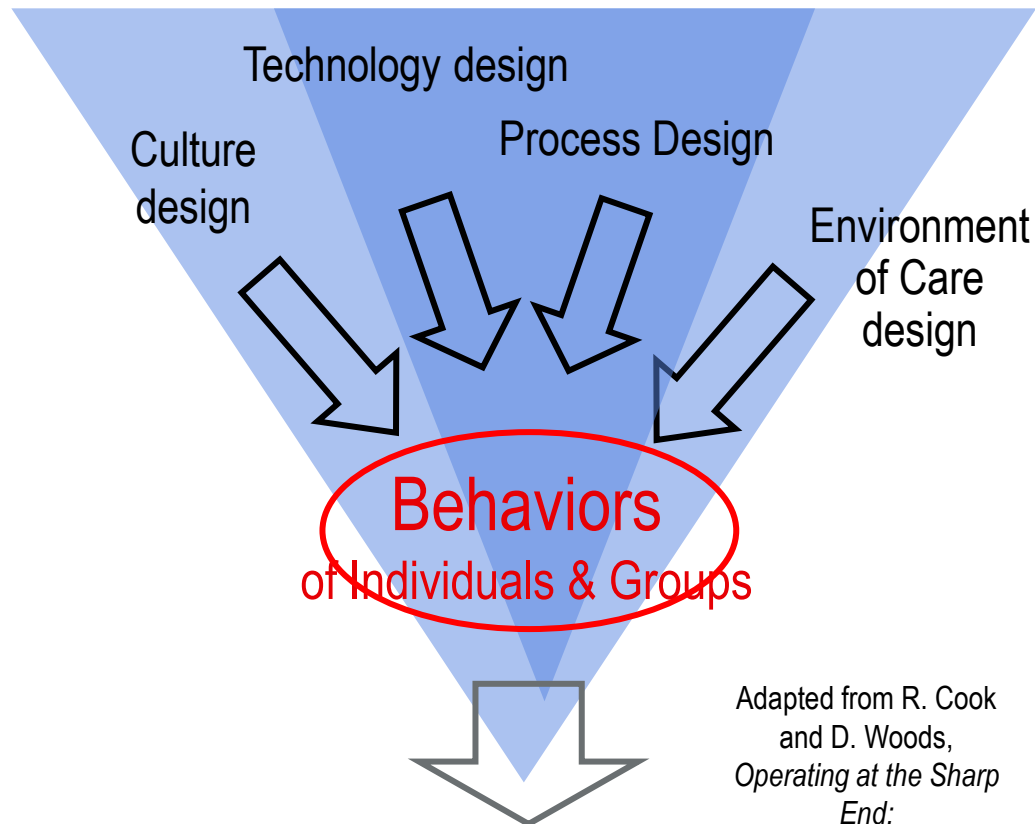 Technology design
Process Design
Culture
design
Environment
of Care
design
Behaviors
of Individuals & Groups
Adapted from R. Cook
and D. Woods,
Operating at the Sharp
End: